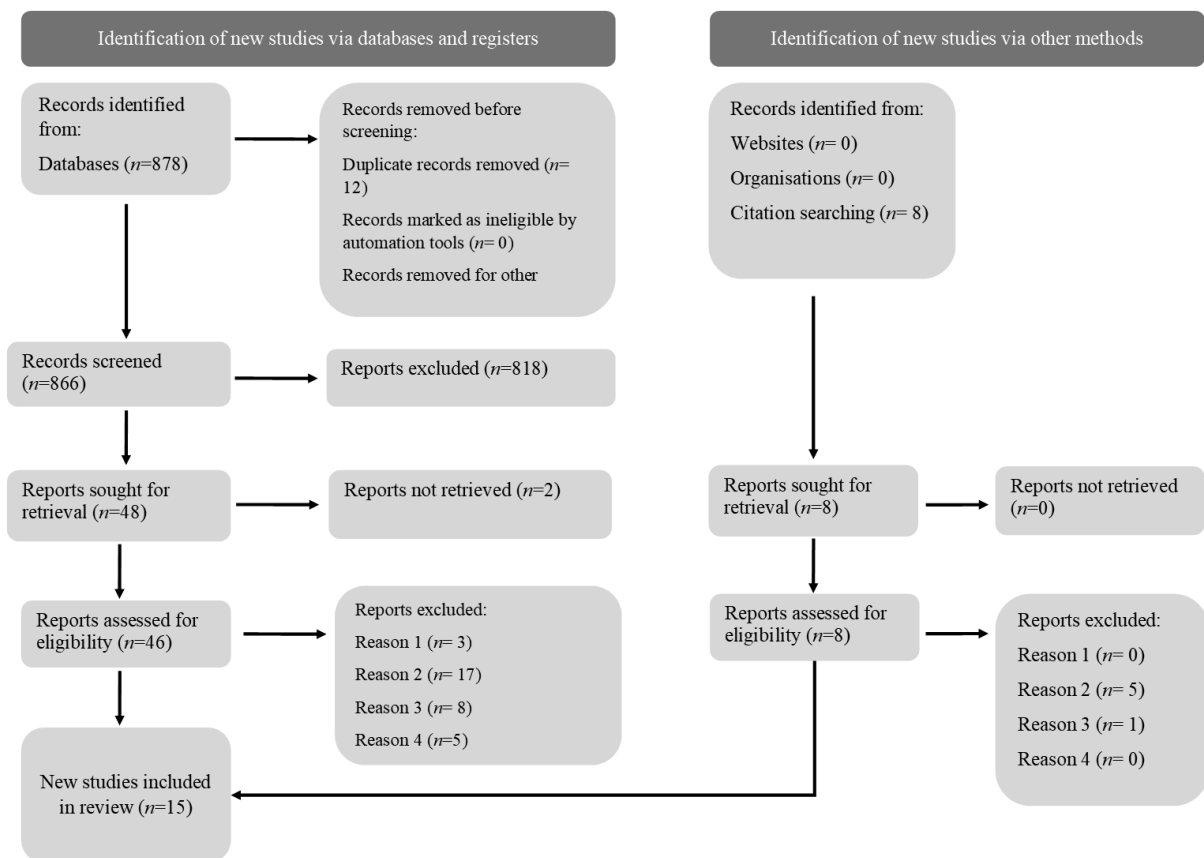 Identification of new studies via databases and registers
Identification of new studies via other methods
Records identified
from:
Databases (n=878)
Records removed before
screening:
Duplicate records removed (n=
12)
Records marked as ineligible by
automation tools (n= 0)
Records removed for other
Records identified from:
Websites (n= 0)
Organisations (n= 0)
Citation searching (n= 8)
Records screened
(n=866)
Reports excluded (n=818)
Reports sought for
retrieval (n=48)
Reports not retrieved (n=2)
Reports sought for
retrieval (n=8)
Reports not retrieved
(n=0)
Reports assessed for
eligibility (n=46)
Reports excluded:
Reason 1 (n= 3)
Reason 2 (n= 17)
Reason 3 (n= 8)
Reason 4 (n=5)
Reports assessed for
eligibility (n=8)
Reports excluded:
Reason 1 (n= 0)
Reason 2 (n= 5)
Reason 3 (n= 1)
Reason 4 (n= 0)
New studies included
in review (n=15)